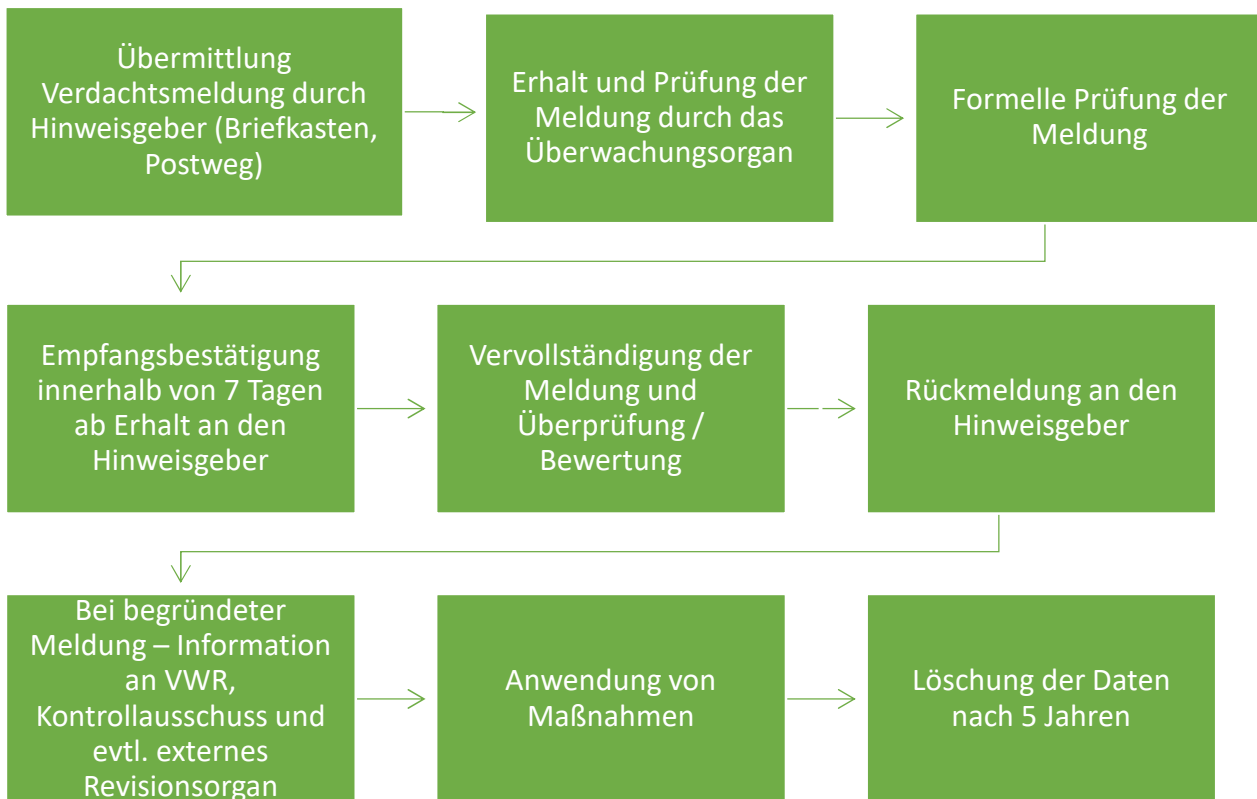 Übermittlung
Verdachtsmeldung durch
Hinweisgeber (Briefkasten,
Postweg)
Erhalt und Prüfung der
Meldung durch das
Überwachungsorgan
Formelle Prüfung der
Meldung
Empfangsbestätigung
innerhalb von 7 Tagen
ab Erhalt an den
Hinweisgeber
Vervollständigung der
Meldung und
Überprüfung /
Bewertung
Rückmeldung an den
Hinweisgeber
Bei begründeter
Meldung – Information
an VWR,
Kontrollausschuss und
evtl. externes
Revisionsorgan
Anwendung von
Maßnahmen
Löschung der Daten
nach 5 Jahren